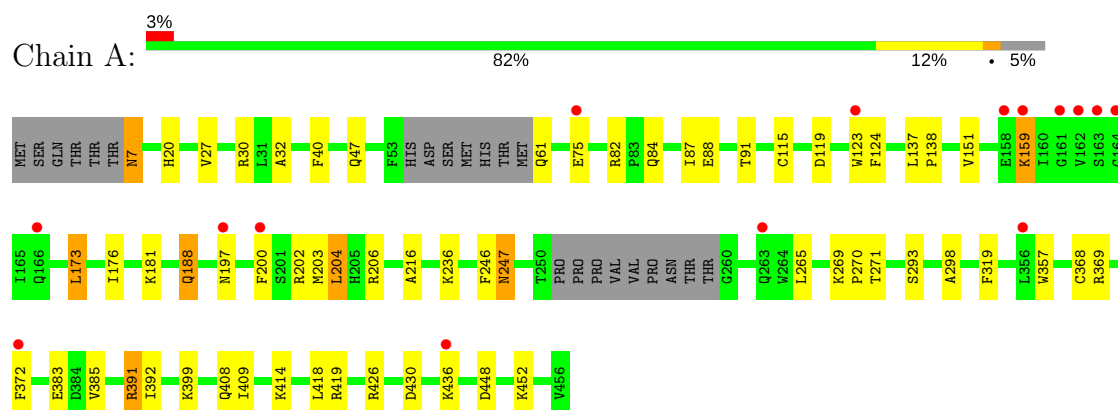 3%
Chain A:
82% 12% • 5%
MET SER GLN THR THR THR N7 H20 V27 R30 L31 A32 F40 Q47 F53 HIS ASP SER MET HIS THR MET Q61 E75 R82 P83 Q84 I87 E88 T91 C115 D119 W123 F124 L137 P138 V151 E158 K159 I160 G161 V162 S163
I165 Q166 L173 I176 K181 Q188 N197 F200 S201 R202 M203 L204 H205 R206 A216 K236 F246 N247 T250 PRO PRO PRO VAL VAL PRO ASN THR THR G260 Q263 W264 L265 K269 P270 T271 S293 A298 F319 L356 W357 C368 R369
F372 E383 D384 V385 R391 I392 K399 Q408 I409 K414 L418 R419 R426 D430 K436 D448 K452 V456